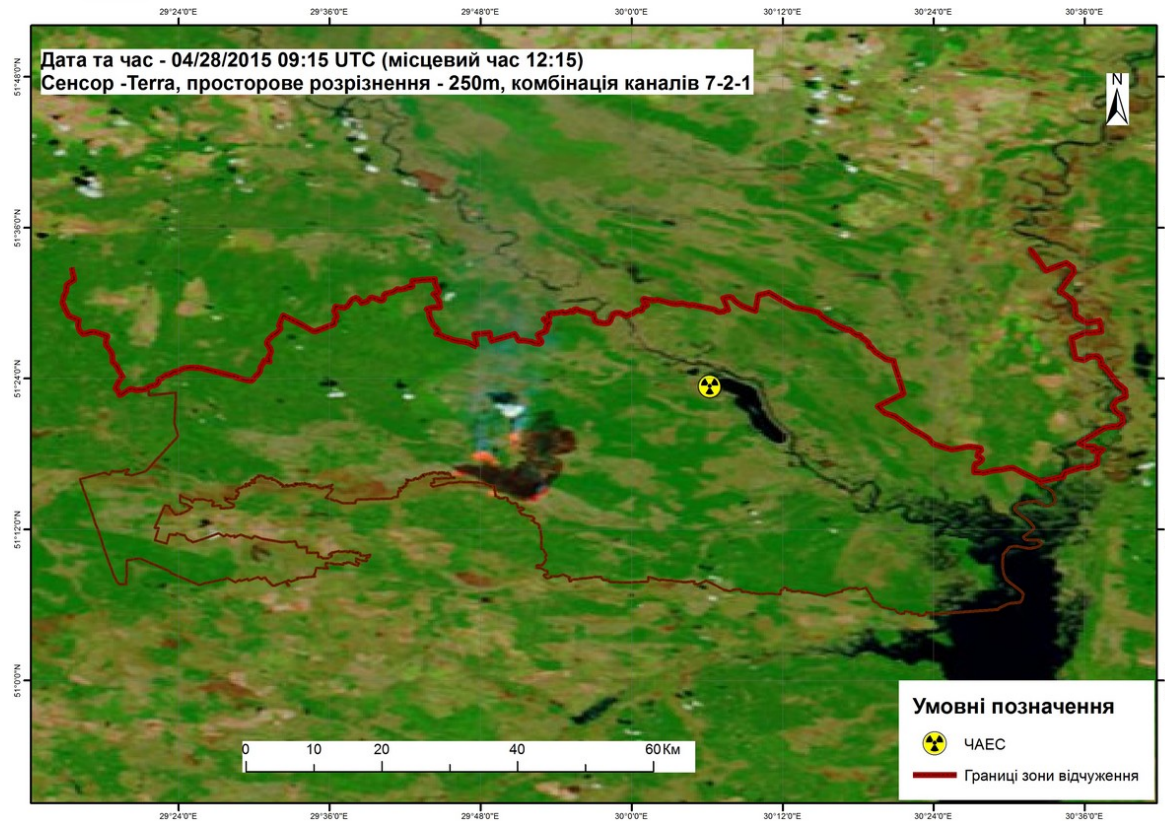 29°24'0"E 29°36'0"E 29°48'0"E 30°0'0"E 30°12'0"E 30°24'0"E 30°36'0"E
Дата та час - 04/28/2015 09:15 UTC (місцевий час 12:15)
Сенсор -Terra, просторове розрізнення - 250m, комбінація каналів 7-2-1
N
51°48'0"N
51°36'0"N
51°24'0"N
51°12'0"N
51°0'0"N
Умовні позначення
ЧАЕС
Границі зони відчуження
0 10 20 40 60 Км
29°24'0"E 29°36'0"E 29°48'0"E 30°0'0"E 30°12'0"E 30°24'0"E 30°36'0"E